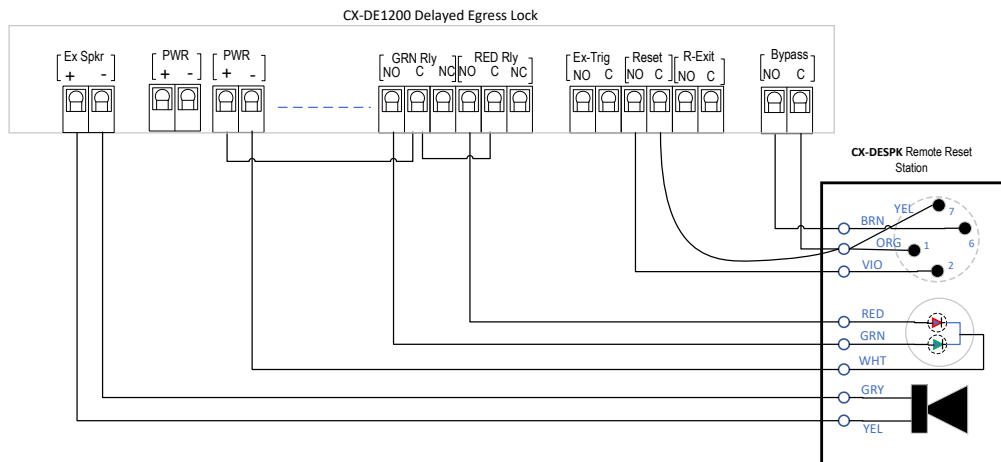 CX-DE1200 Delayed Egress Lock
Ex Spkr
+ -
PWR
+ -
PWR
+ -
GRN Rly
NO C NC
RED Rly
NO C NC
Ex-Trig
NO C
Reset
NO C
R-Exit
NO C
Bypass
NO C
CX-DESPK Remote Reset
Station
YEL
7
BRN
6
ORG
1
VIO
2
RED
GRN
WHT
GRY
YEL